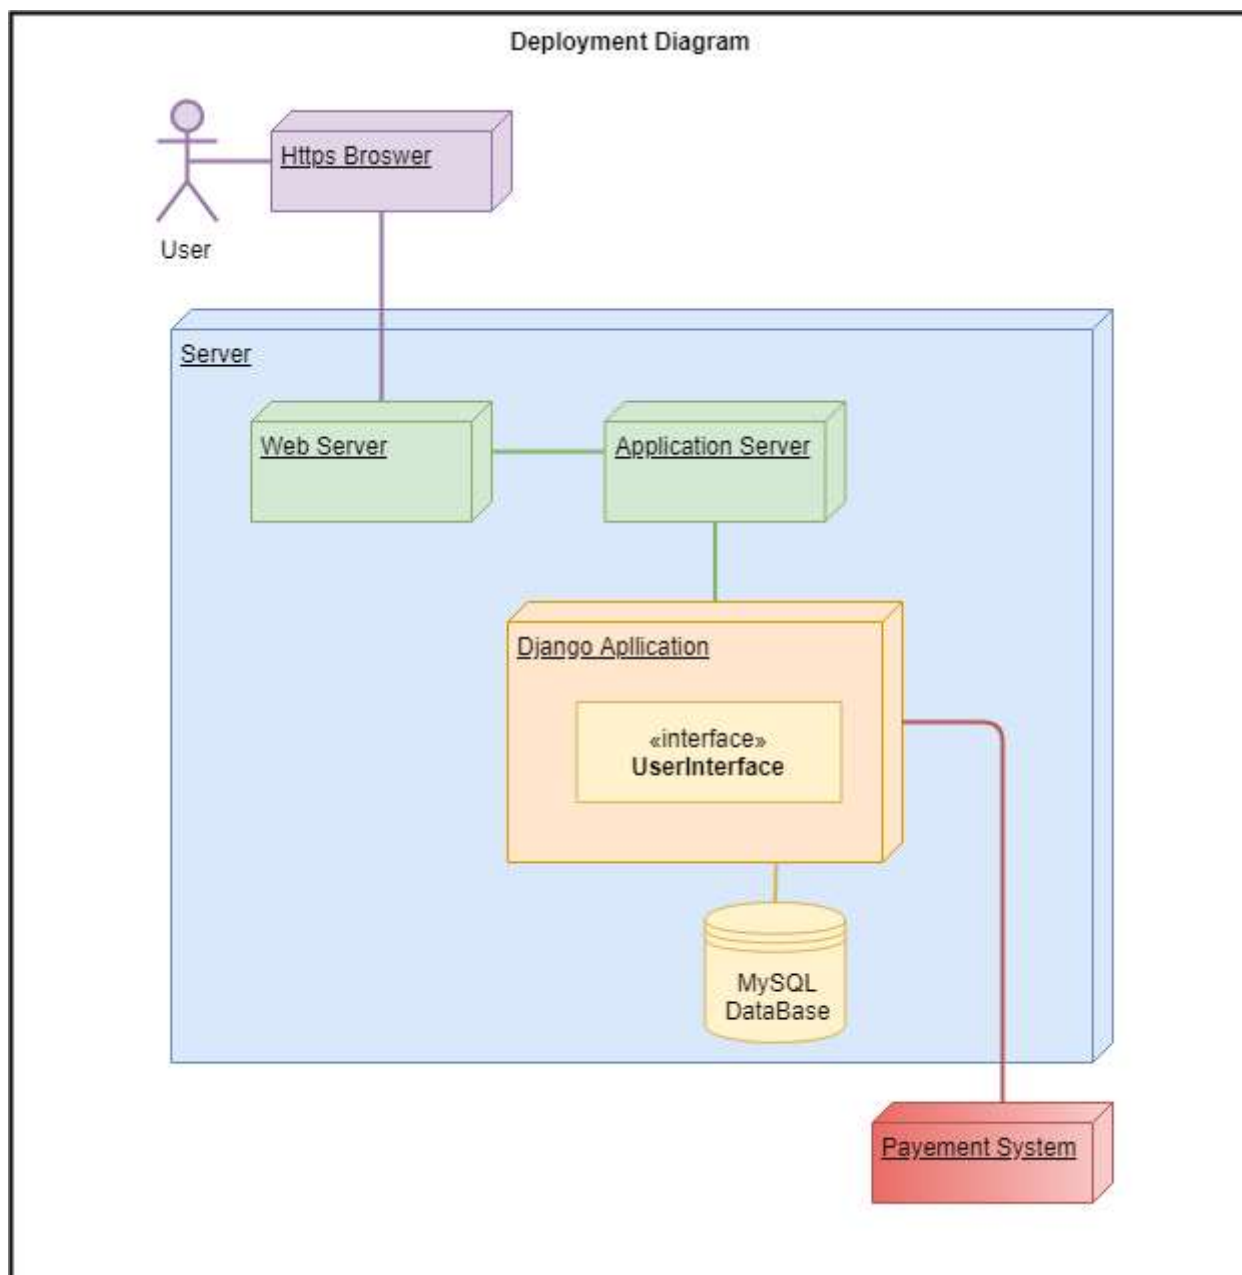 Deployment Diagram
Https Broswer
User
Server
Web Server
Application Server
Django Apllication
«interface»
UserInterface
MySQL
DataBase
Payement System